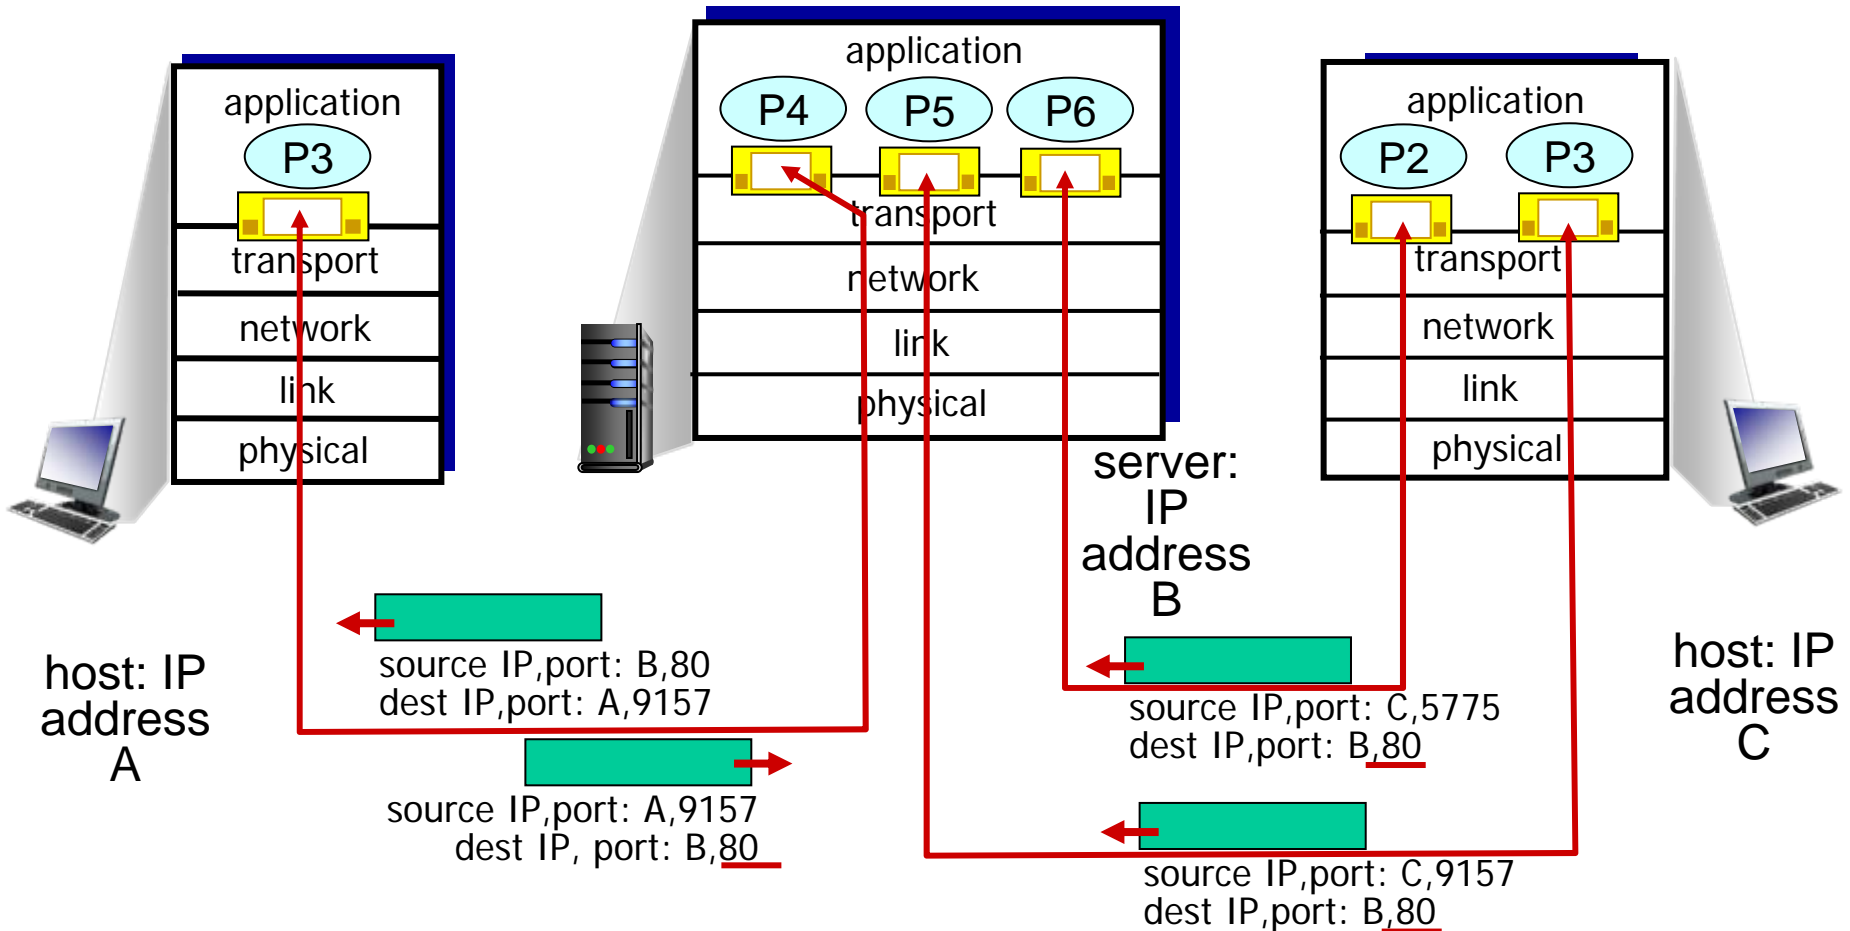 application
P3
transport
network
link
physical
host: IP
address
A
application
P4
P5
P6
transport
network
link
physical
server:
IP
address
B
application
P2
P3
transport
network
link
physical
host: IP
address
C
source IP,port: B,80
dest IP,port: A,9157
source IP,port: A,9157
dest IP, port: B,80
source IP,port: C,5775
dest IP,port: B,80
source IP,port: C,9157
dest IP,port: B,80